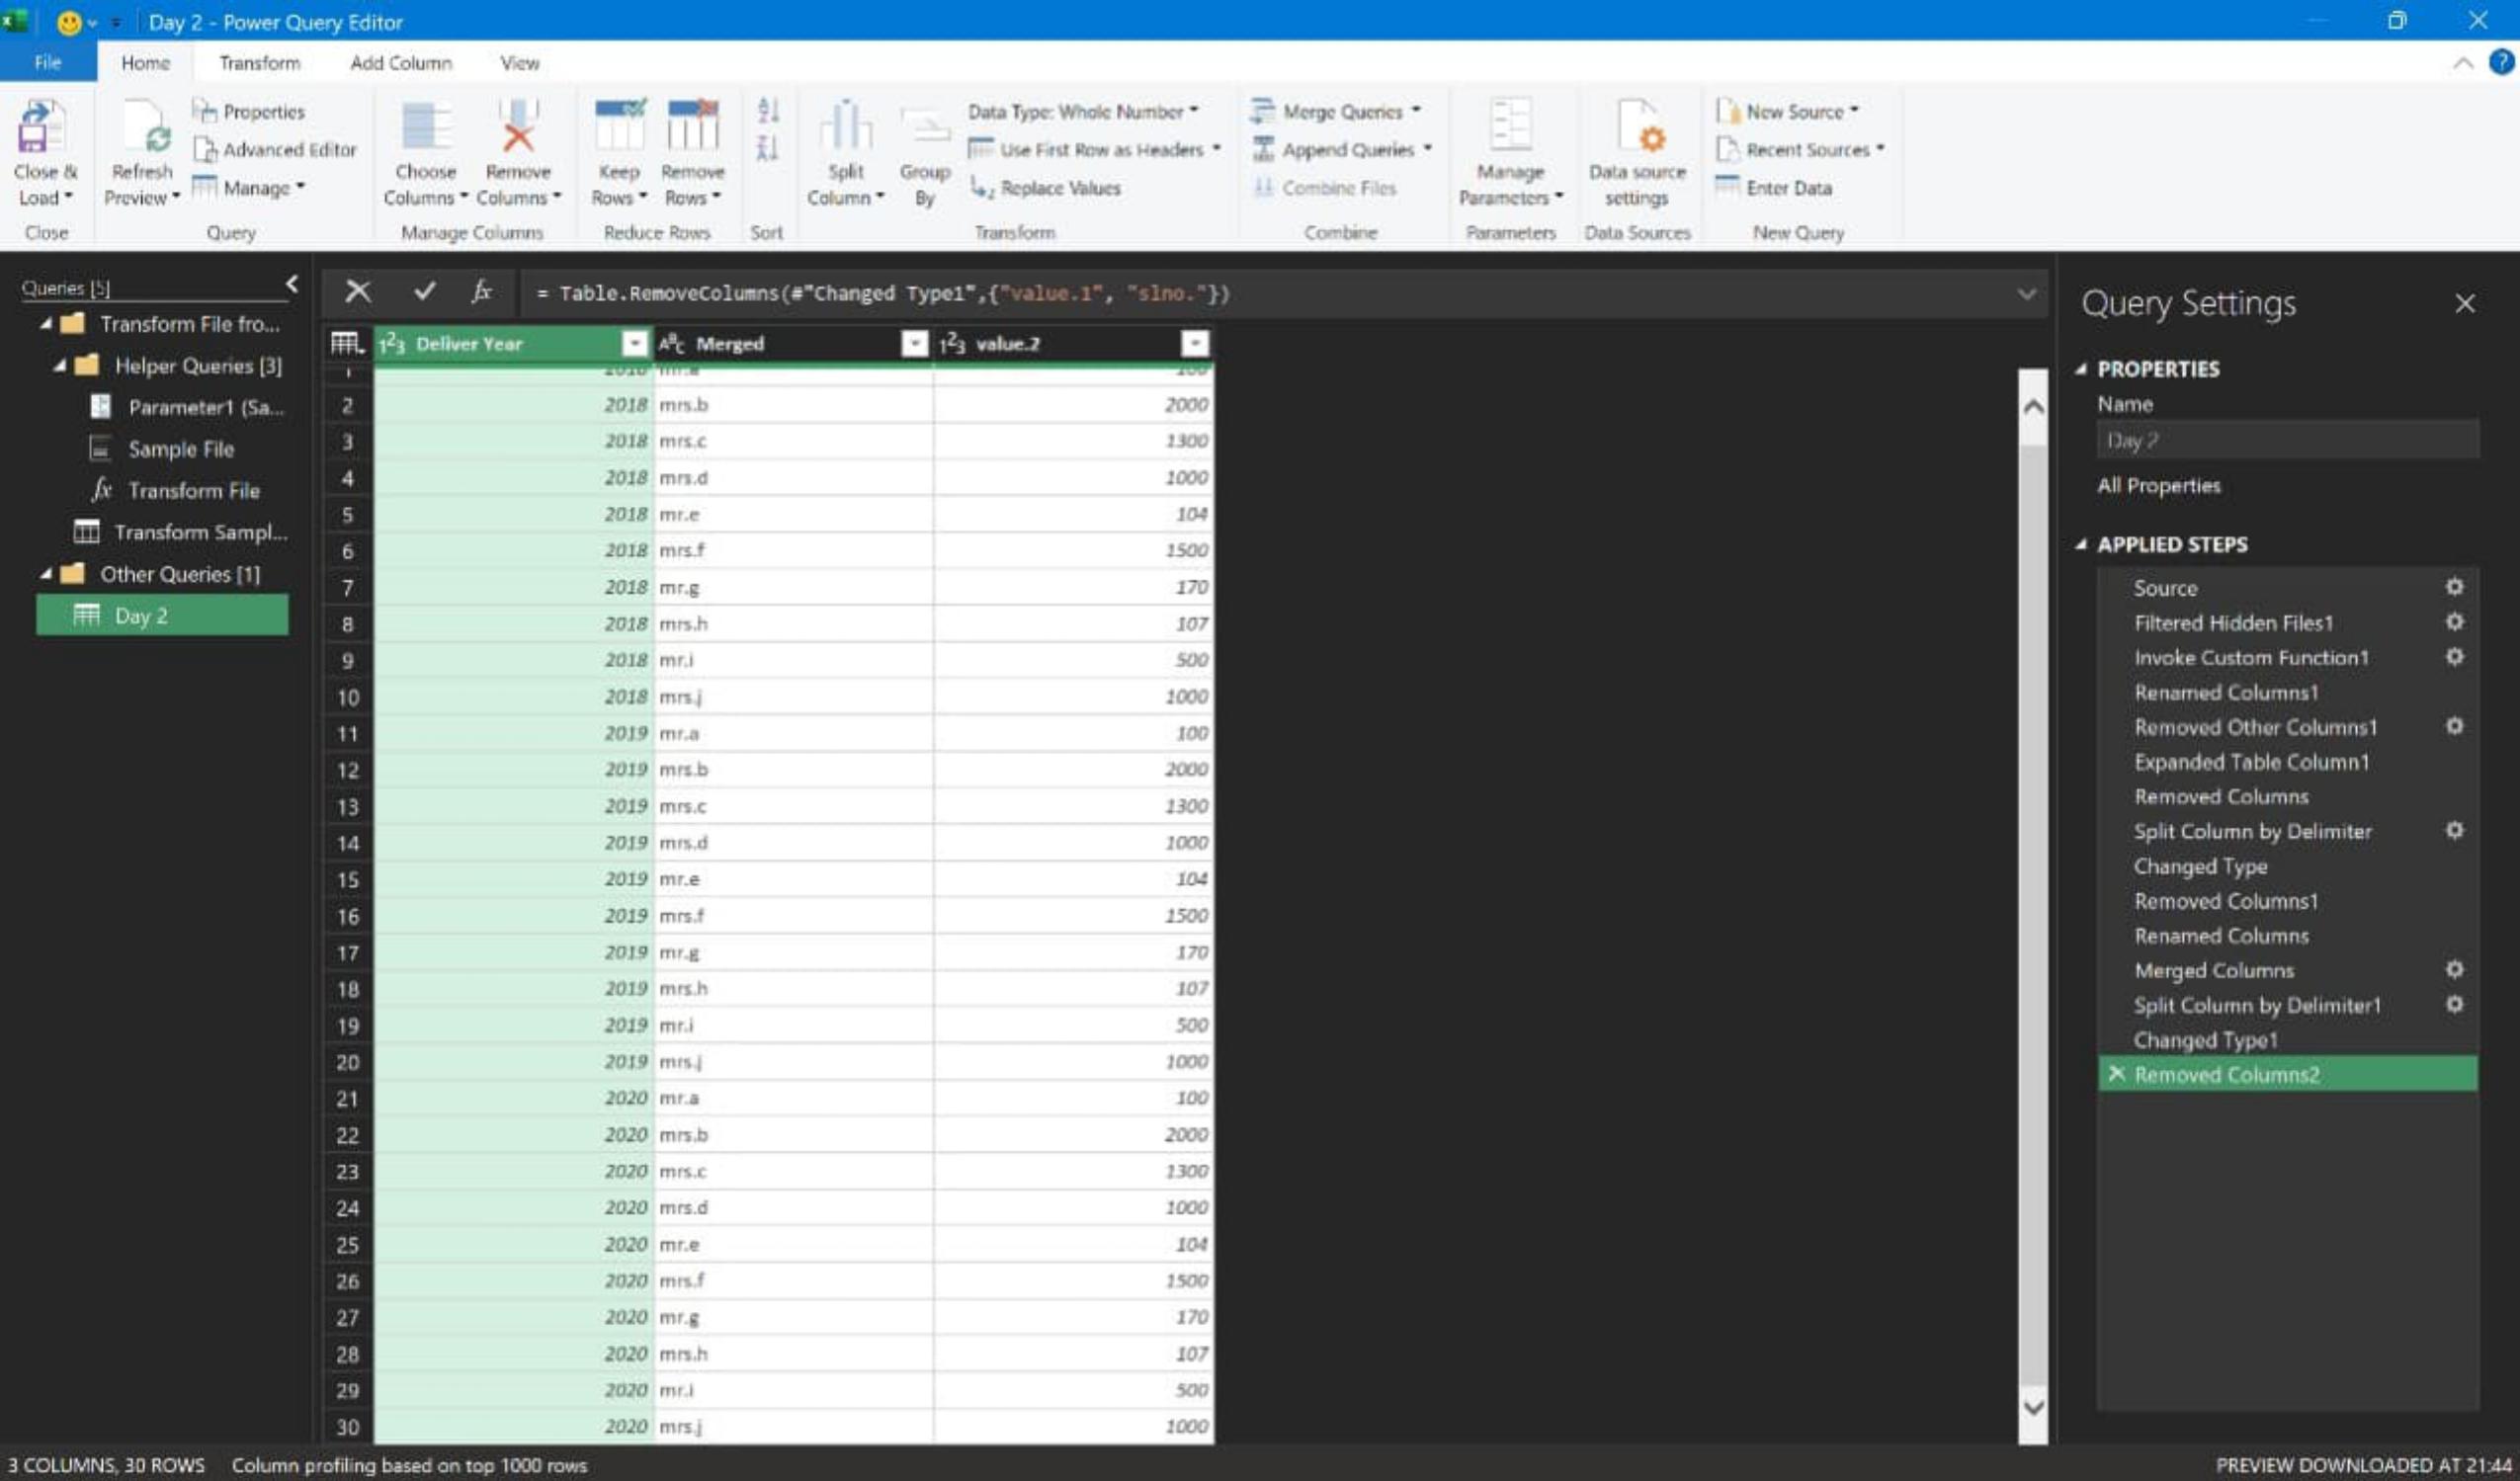 Day 2 - Power Query Editor
File Home Transform Add Column View
Close & Load
Refresh Preview
Properties
Advanced Editor
Manage
Choose Columns
Remove Columns
Keep Rows
Remove Rows
Split Column
Group By
Data Type: Whole Number
Use First Row as Headers
Replace Values
Merge Queries
Append Queries
Combine Files
Manage Parameters
Data source settings
New Source
Recent Sources
Enter Data
Close Query Manage Columns Reduce Rows Sort Transform Combine Parameters Data Sources New Query
Queries [5]
Transform File fro...
Helper Queries [3]
Parameter1 (Sa...
Sample File
Transform File
Transform Sampl...
Other Queries [1]
Day 2
= Table.RemoveColumns(#"Changed Type1",{"value.1", "slno."})
Deliver Year Merged value.2
2 2018 mrs.b 2000
3 2018 mrs.c 1300
4 2018 mrs.d 1000
5 2018 mr.e 104
6 2018 mrs.f 1500
7 2018 mr.g 170
8 2018 mrs.h 107
9 2018 mr.i 500
10 2018 mrs.j 1000
11 2019 mr.a 100
12 2019 mrs.b 2000
13 2019 mrs.c 1300
14 2019 mrs.d 1000
15 2019 mr.e 104
16 2019 mrs.f 1500
17 2019 mr.g 170
18 2019 mrs.h 107
19 2019 mr.i 500
20 2019 mrs.j 1000
21 2020 mr.a 100
22 2020 mrs.b 2000
23 2020 mrs.c 1300
24 2020 mrs.d 1000
25 2020 mr.e 104
26 2020 mrs.f 1500
27 2020 mr.g 170
28 2020 mrs.h 107
29 2020 mr.i 500
30 2020 mrs.j 1000
Query Settings
PROPERTIES
Name
Day 2
All Properties
APPLIED STEPS
Source
Filtered Hidden Files1
Invoke Custom Function1
Renamed Columns1
Removed Other Columns1
Expanded Table Column1
Removed Columns
Split Column by Delimiter
Changed Type
Removed Columns1
Renamed Columns
Merged Columns
Split Column by Delimiter1
Changed Type1
Removed Columns2
3 COLUMNS, 30 ROWS Column profiling based on top 1000 rows
PREVIEW DOWNLOADED AT 21:44